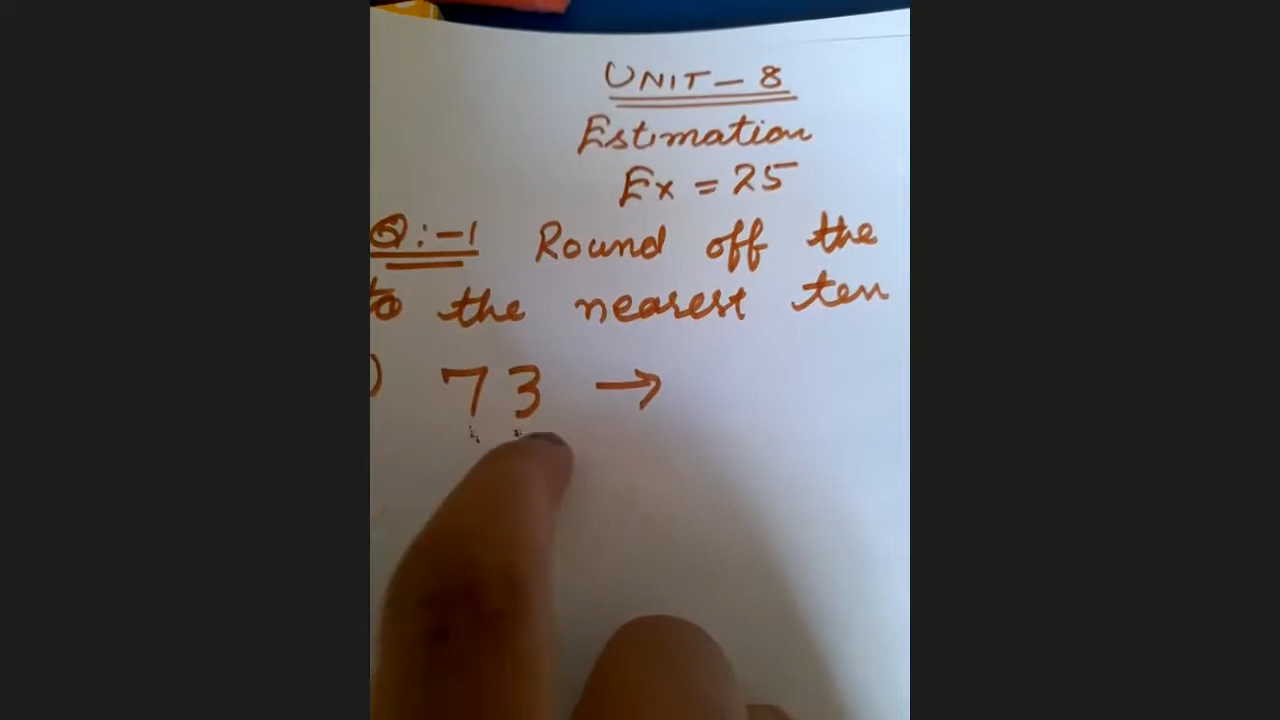 UNIT - 8
Estimation
Ex = 25
Q:-1 Round off the
to the nearest ten
) 73 →